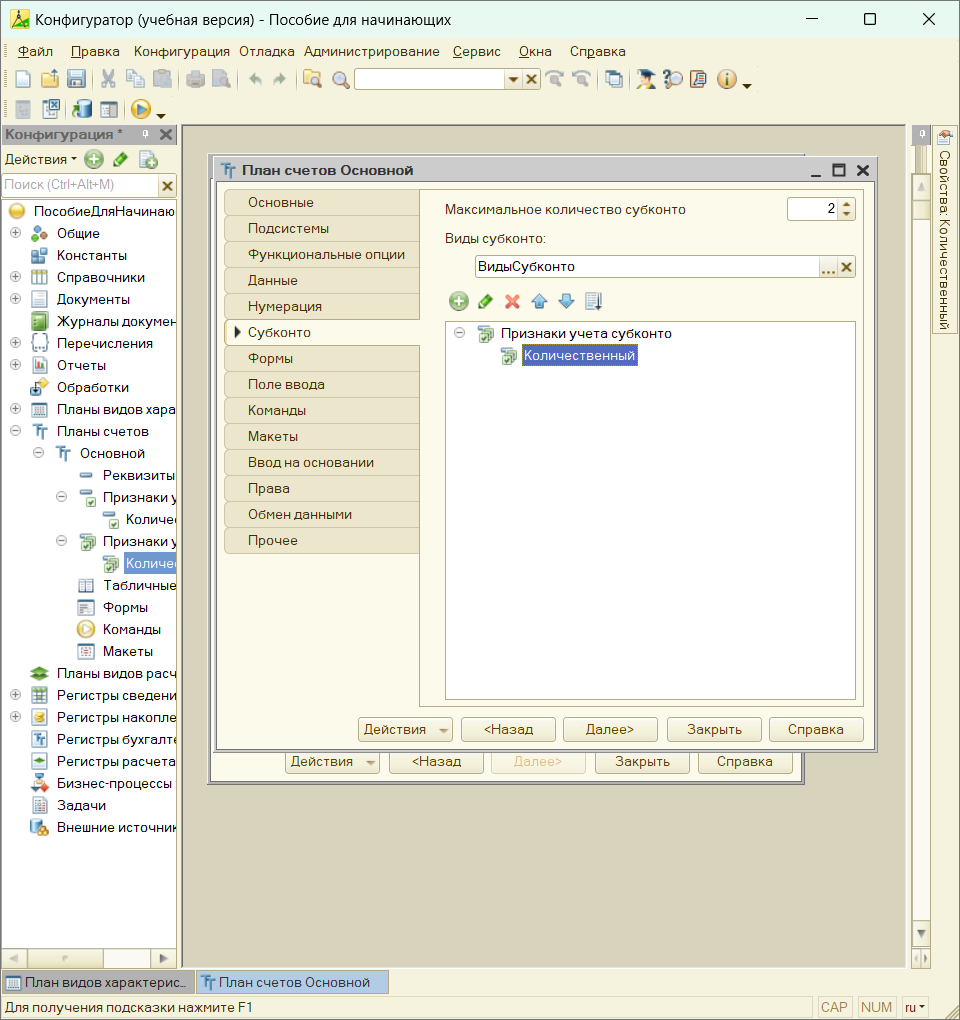 Конфигуратор (учебная версия) - Пособие для начинающих
Файл Правка Конфигурация Отладка Администрирование Сервис Окна Справка
Конфигурация *
Действия
Поиск (Ctrl+Alt+M)
ПособиеДляНачинаю
Общие
Константы
Справочники
Документы
Журналы докумен
Перечисления
Отчеты
Обработки
Планы видов хара
Планы счетов
Основной
Реквизиты
Признаки у
Количе
Признаки у
Количес
Табличные
Формы
Команды
Макеты
Планы видов расч
Регистры сведени
Регистры накопле
Регистры бухгалте
Регистры расчета
Бизнес-процессы
Задачи
Внешние источник
План счетов Основной
Основные
Подсистемы
Функциональные опции
Данные
Нумерация
Субконто
Формы
Поле ввода
Команды
Макеты
Ввод на основании
Права
Обмен данными
Прочее
Максимальное количество субконто 2
Виды субконто:
ВидыСубконто ...
Признаки учета субконто
Количественный
Действия <Назад Далее> Закрыть Справка
Действия <Назад Далее> Закрыть Справка
Свойства: Количественный
План видов характерис... План счетов Основной
Для получения подсказки нажмите F1 CAP NUM ru